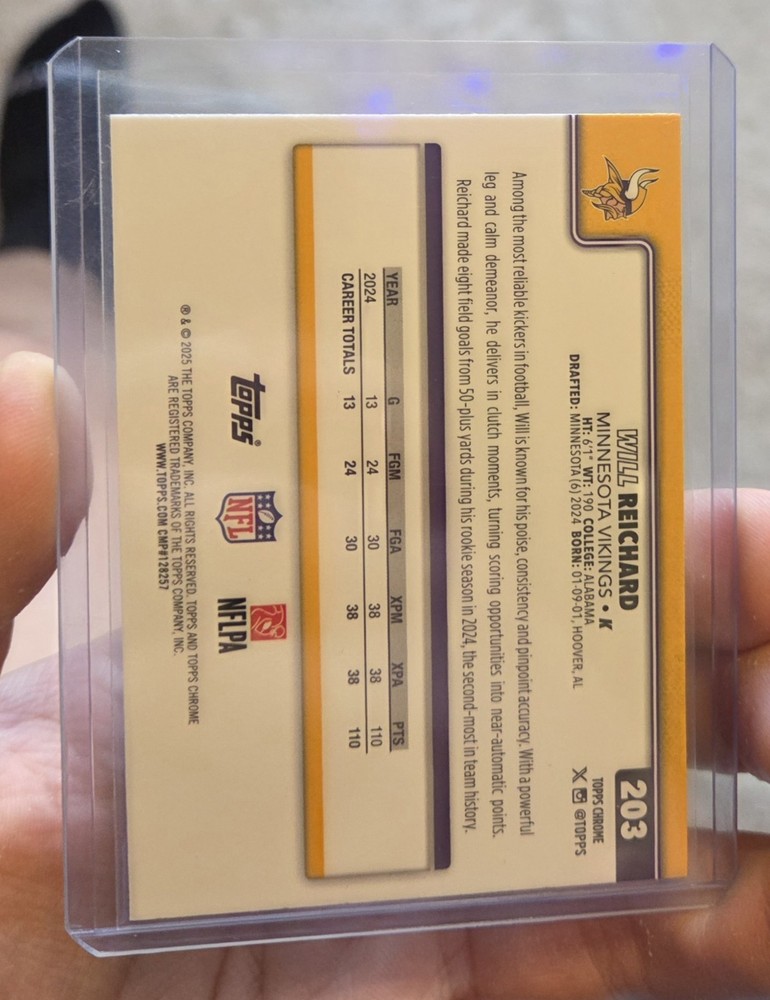 203
TOPPS CHROME
@TOPPS
WILL REICHARD
MINNESOTA VIKINGS • K
HT: 6'1" WT: 190 COLLEGE: ALABAMA
DRAFTED: MINNESOTA (6) 2024 BORN: 01-09-01, HOOVER, AL
Among the most reliable kickers in football, Will is known for his poise, consistency and pinpoint accuracy. With a powerful
leg and calm demeanor, he delivers in clutch moments, turning scoring opportunities into near-automatic points.
Reichard made eight field goals from 50-plus yards during his rookie season in 2024, the second-most in team history.
YEAR G FGM FGA XPM XPA PTS
2024 13 24 30 38 38 110
CAREER TOTALS 13 24 30 38 38 110
topps® NFL NFLPA
® & © 2025 THE TOPPS COMPANY, INC. ALL RIGHTS RESERVED. TOPPS AND TOPPS CHROME
ARE REGISTERED TRADEMARKS OF THE TOPPS COMPANY, INC.
WWW.TOPPS.COM CMP#128257